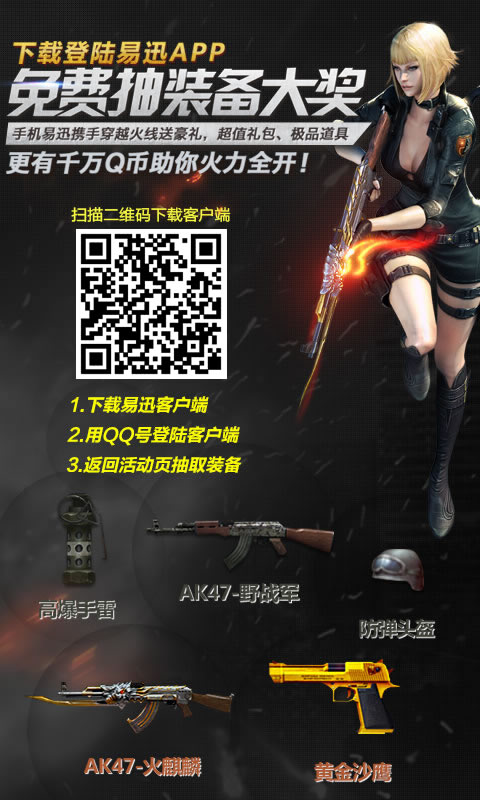 下载登陆易迅APP
免费抽装备大奖
手机易迅携手穿越火线送豪礼，超值礼包、极品道具
更有千万Q币助你火力全开！
扫描二维码下载客户端
1.下载易迅客户端
2.用QQ号登陆客户端
3.返回活动页抽取装备
高爆手雷
AK47-野战军
防弹头盔
AK47-火麒麟
黄金沙鹰